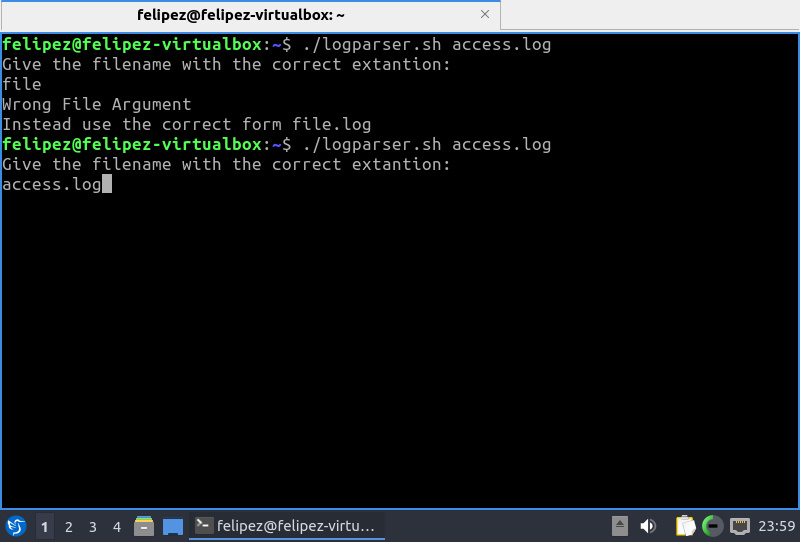 felipez@felipez-virtualbox: ~
felipez@felipez-virtualbox:~$ ./logparser.sh access.log
Give the filename with the correct extantion:
file
Wrong File Argument
Instead use the correct form file.log
felipez@felipez-virtualbox:~$ ./logparser.sh access.log
Give the filename with the correct extantion:
access.log
1 2 3 4 felipez@felipez-virtu... 23:59